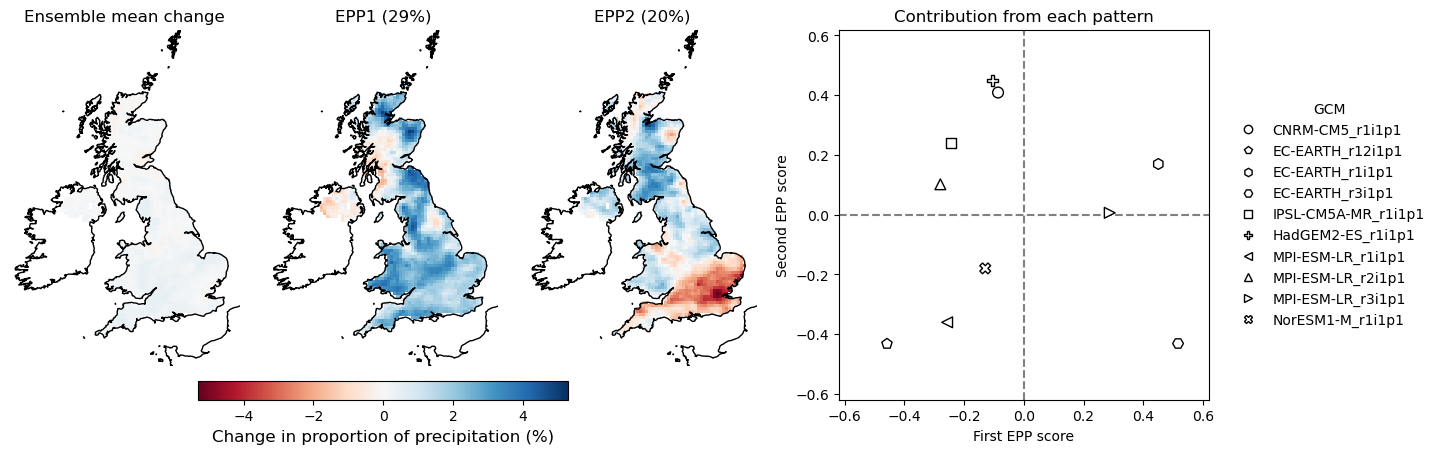 Ensemble mean change
EPP1 (29%)
EPP2 (20%)
−4
−2
0
2
4
Change in proportion of precipitation (%)
Contribution from each pattern
0.6
0.4
0.2
0.0
−0.2
−0.4
−0.6
Second EPP score
−0.6
−0.4
−0.2
0.0
0.2
0.4
0.6
First EPP score
GCM
CNRM-CM5_r1i1p1
EC-EARTH_r12i1p1
EC-EARTH_r1i1p1
EC-EARTH_r3i1p1
IPSL-CM5A-MR_r1i1p1
HadGEM2-ES_r1i1p1
MPI-ESM-LR_r1i1p1
MPI-ESM-LR_r2i1p1
MPI-ESM-LR_r3i1p1
NorESM1-M_r1i1p1